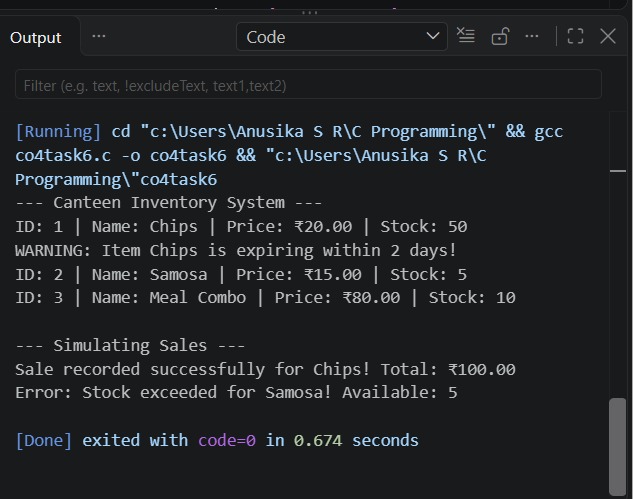 Output
Code
Filter (e.g. text, !excludeText, text1,text2)
[Running] cd "c:\Users\Anusika S R\C Programming\" && gcc
co4task6.c -o co4task6 && "c:\Users\Anusika S R\C
Programming\"co4task6
--- Canteen Inventory System ---
ID: 1 | Name: Chips | Price: ₹20.00 | Stock: 50
WARNING: Item Chips is expiring within 2 days!
ID: 2 | Name: Samosa | Price: ₹15.00 | Stock: 5
ID: 3 | Name: Meal Combo | Price: ₹80.00 | Stock: 10
--- Simulating Sales ---
Sale recorded successfully for Chips! Total: ₹100.00
Error: Stock exceeded for Samosa! Available: 5
[Done] exited with code=0 in 0.674 seconds